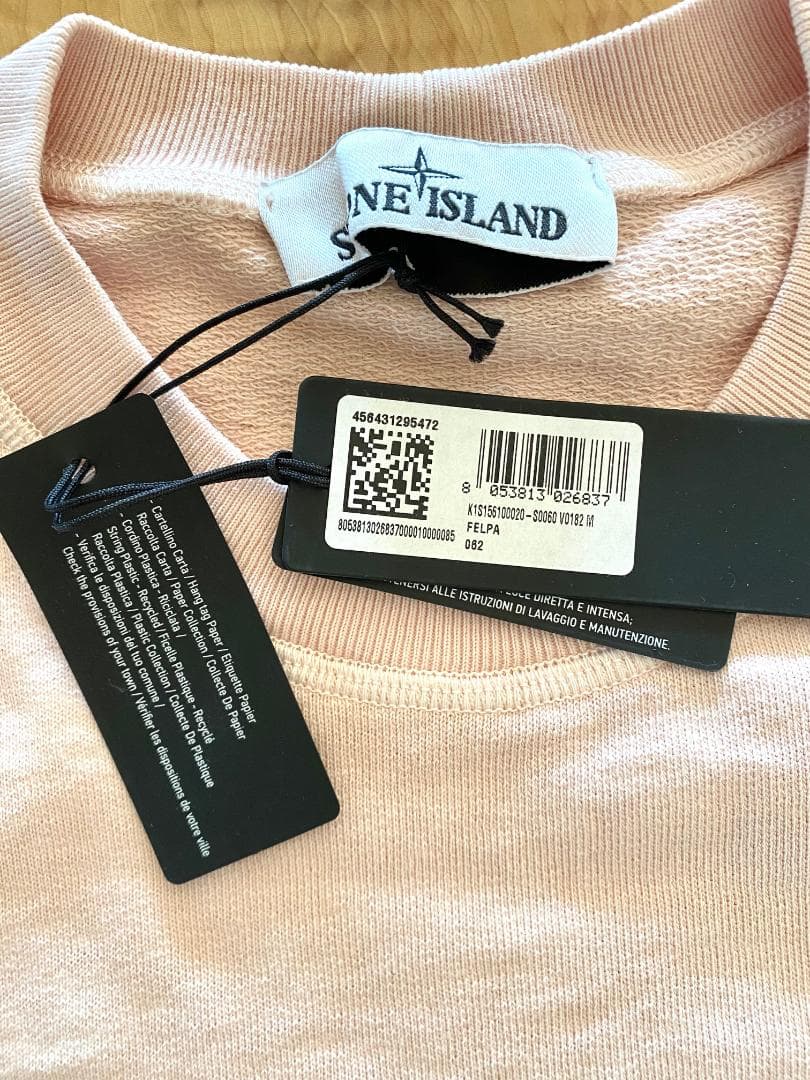 ONE ISLAND
S
456431295472
8 053813 026837
8053813026837000010000085
K1S156100020-S0060 V0182 M
FELPA
062
DIRETTA E INTENSA;
ALLE ISTRUZIONI DI LAVAGGIO E MANUTENZIONE.
- Cartellino Carta / Hang tag Paper / Etiquette Papier
Raccolta Carta / Paper Collection / Collecte De Papier
- Cordino Plastica - Riciclata /
String Plastic - Recycled/ Ficelle Plastique - Recyclé
Raccolta Plastica / Plastic Collection / Collecte De Plastique
- Verifica le disposizioni del tuo comune /
Check the provisions of your town / Vérifier les dispositions de votre ville